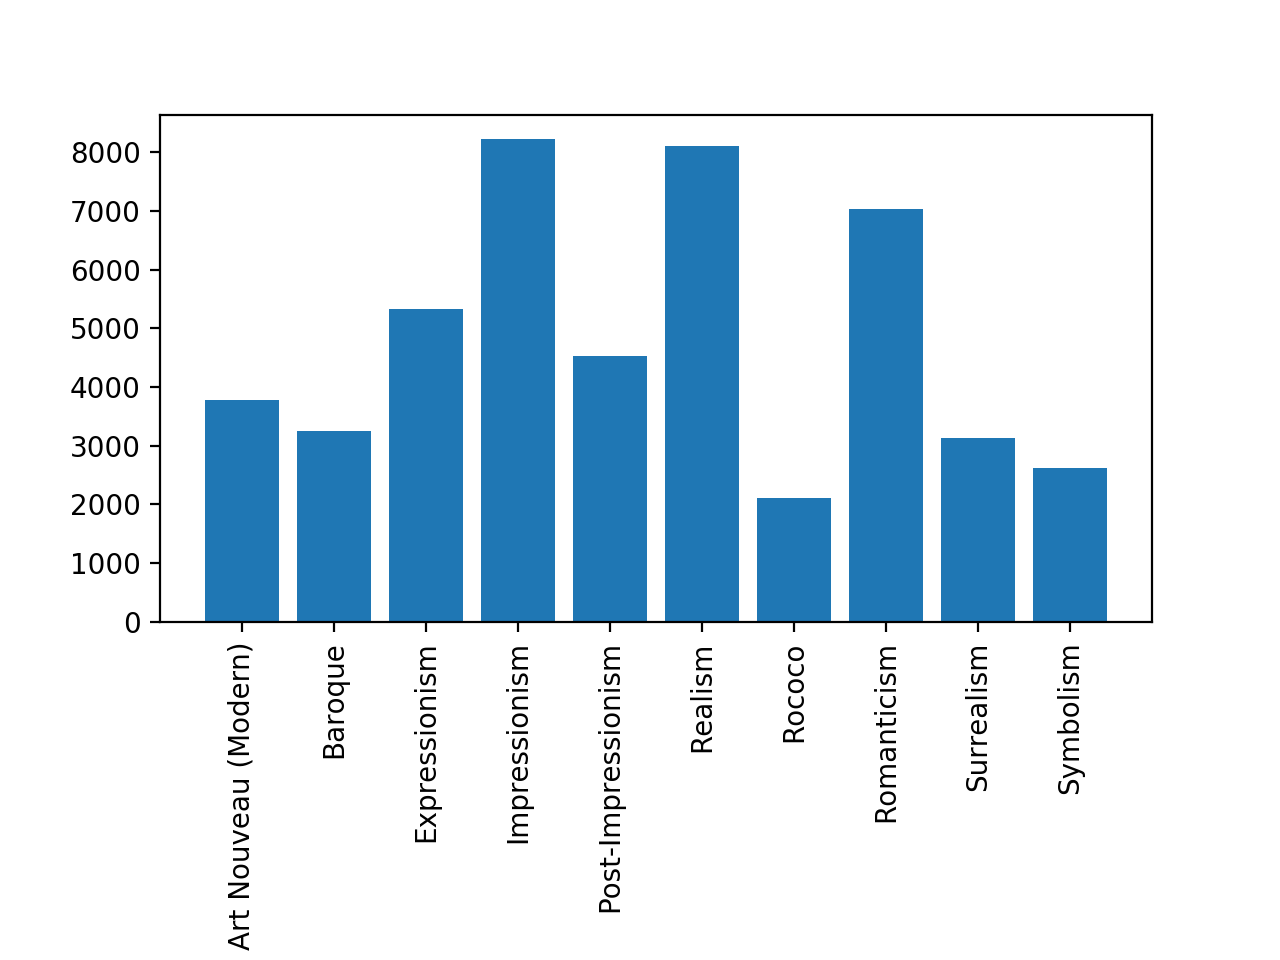 8000
7000
6000
5000
4000
3000
2000
1000
0
Art Nouveau (Modern)
Baroque
Expressionism
Impressionism
Post-Impressionism
Realism
Rococo
Romanticism
Surrealism
Symbolism